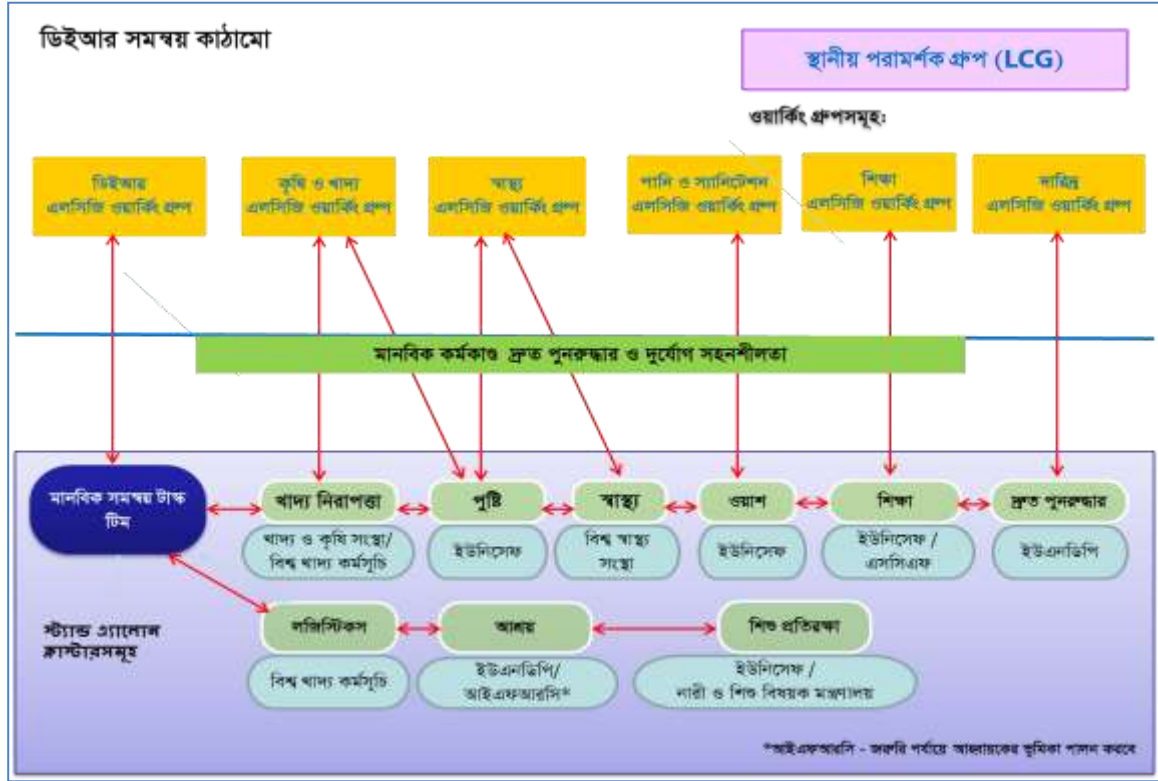 ডিইআর সমন্বয় কাঠামো
স্থানীয় পরামর্শক গ্রুপ (LCG)
ওয়ার্কিং গ্রুপসমূহ:
ডিইআর
এলসিজি ওয়ার্কিং গ্রুপ
কৃষি ও খাদ্য
এলসিজি ওয়ার্কিং গ্রুপ
স্বাস্থ্য
এলসিজি ওয়ার্কিং গ্রুপ
পানি ও স্যানিটেশন
এলসিজি ওয়ার্কিং গ্রুপ
শিক্ষা
এলসিজি ওয়ার্কিং গ্রুপ
দারিদ্র
এলসিজি ওয়ার্কিং গ্রুপ
মানবিক কর্মকাণ্ড দ্রুত পুনরুদ্ধার ও দুর্যোগ সহনশীলতা
মানবিক সমন্বয় টাস্ক
টিম
খাদ্য নিরাপত্তা
পুষ্টি
স্বাস্থ্য
ওয়াশ
শিক্ষা
দ্রুত পুনরুদ্ধার
খাদ্য ও কৃষি সংস্থা/
বিশ্ব খাদ্য কর্মসূচি
ইউনিসেফ
বিশ্ব স্বাস্থ্য
সংস্থা
ইউনিসেফ
ইউনিসেফ /
এসসিএফ
ইউএনডিপি
স্ট্যান্ড এ্যালোন
ক্লাস্টারসমূহ
লজিস্টিকস
আশ্রয়
শিশু প্রতিরক্ষা
বিশ্ব খাদ্য কর্মসূচি
ইউএনডিপি/
আইএফআরসি*
ইউনিসেফ /
নারী ও শিশু বিষয়ক মন্ত্রণালয়
*আইএফআরসি - জরুরি পর্যায়ে আহ্বায়কের ভূমিকা পালন করবে